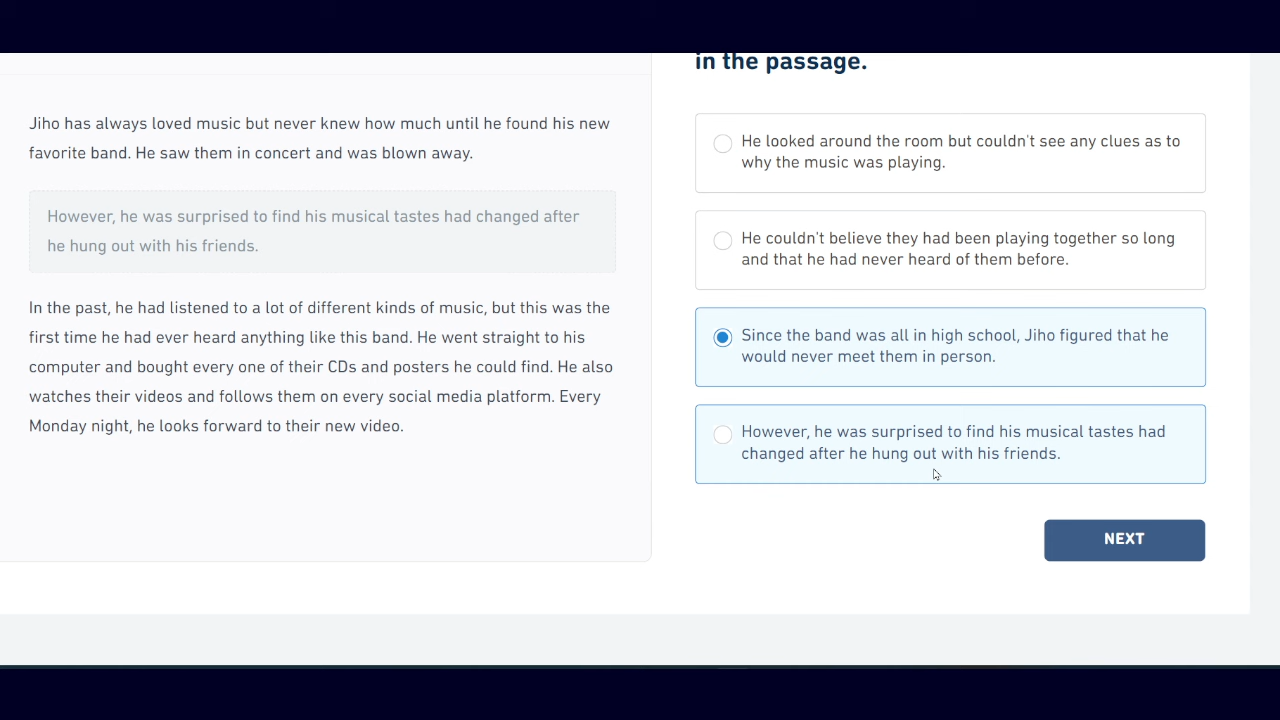 in the passage.
Jiho has always loved music but never knew how much until he found his new
favorite band. He saw them in concert and was blown away.
However, he was surprised to find his musical tastes had changed after
he hung out with his friends.
In the past, he had listened to a lot of different kinds of music, but this was the
first time he had ever heard anything like this band. He went straight to his
computer and bought every one of their CDs and posters he could find. He also
watches their videos and follows them on every social media platform. Every
Monday night, he looks forward to their new video.
He looked around the room but couldn't see any clues as to
why the music was playing.
He couldn't believe they had been playing together so long
and that he had never heard of them before.
Since the band was all in high school, Jiho figured that he
would never meet them in person.
However, he was surprised to find his musical tastes had
changed after he hung out with his friends.
NEXT